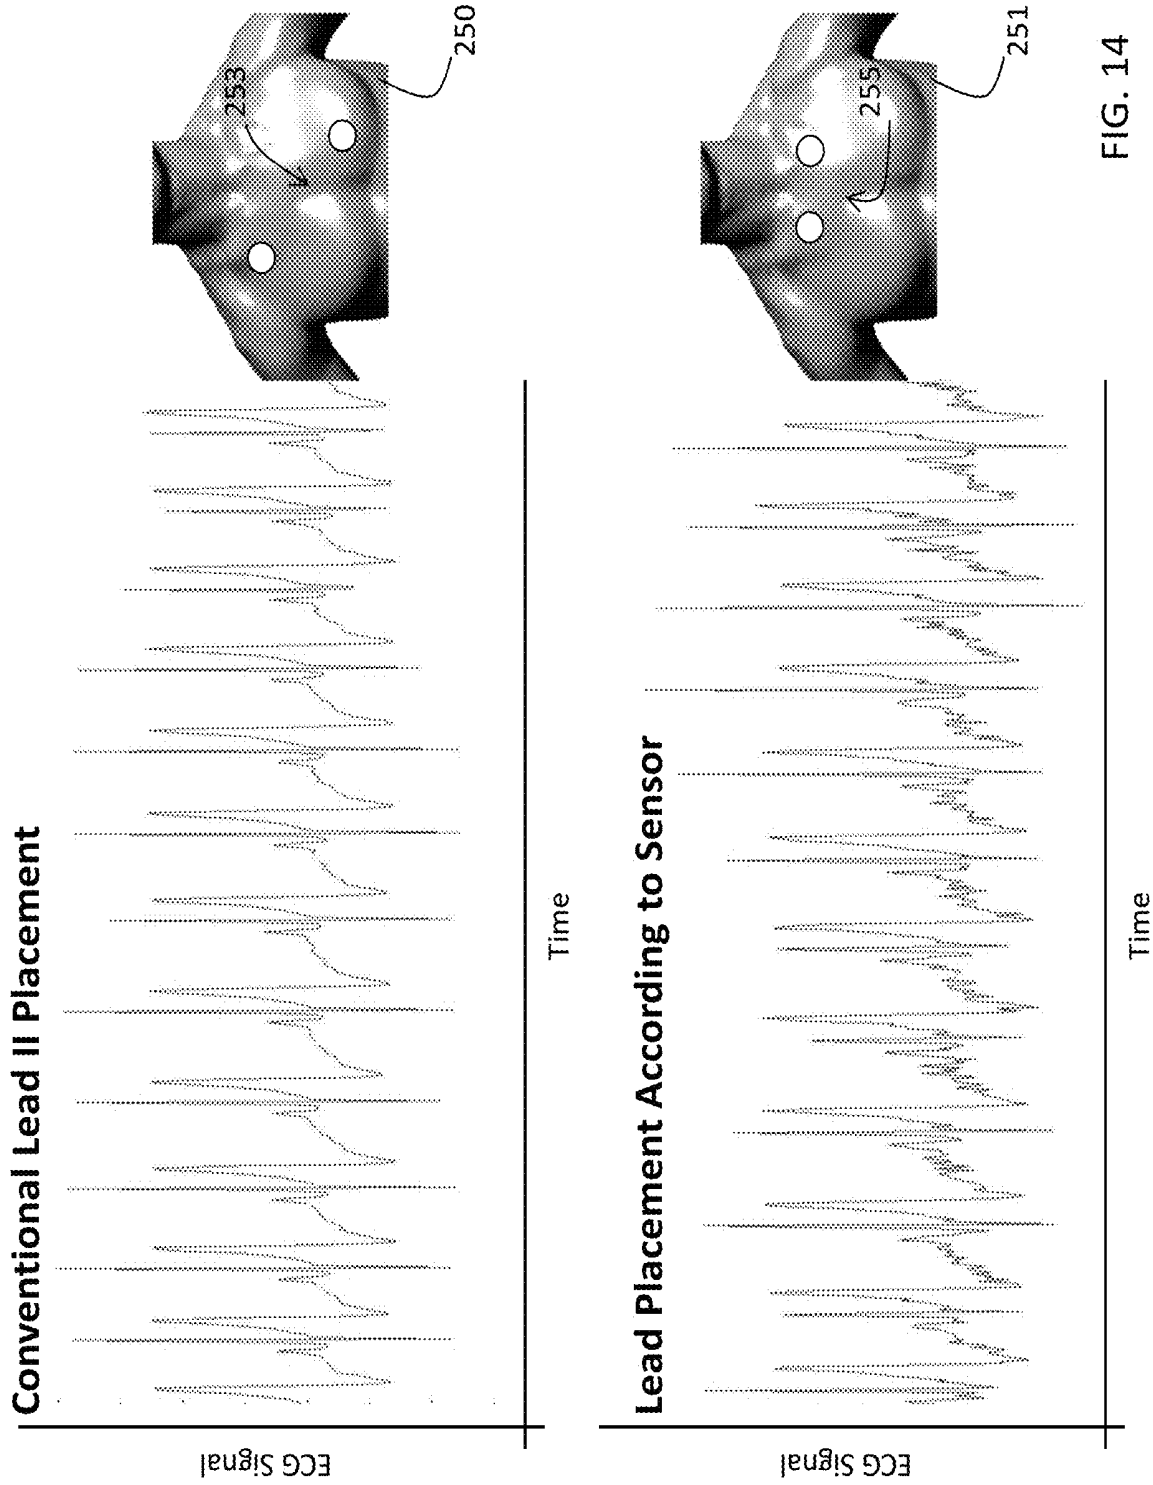 Conventional Lead II Placement
ECG Signal
Time
253
250
Lead Placement According to Sensor
ECG Signal
Time
255
251
FIG. 14